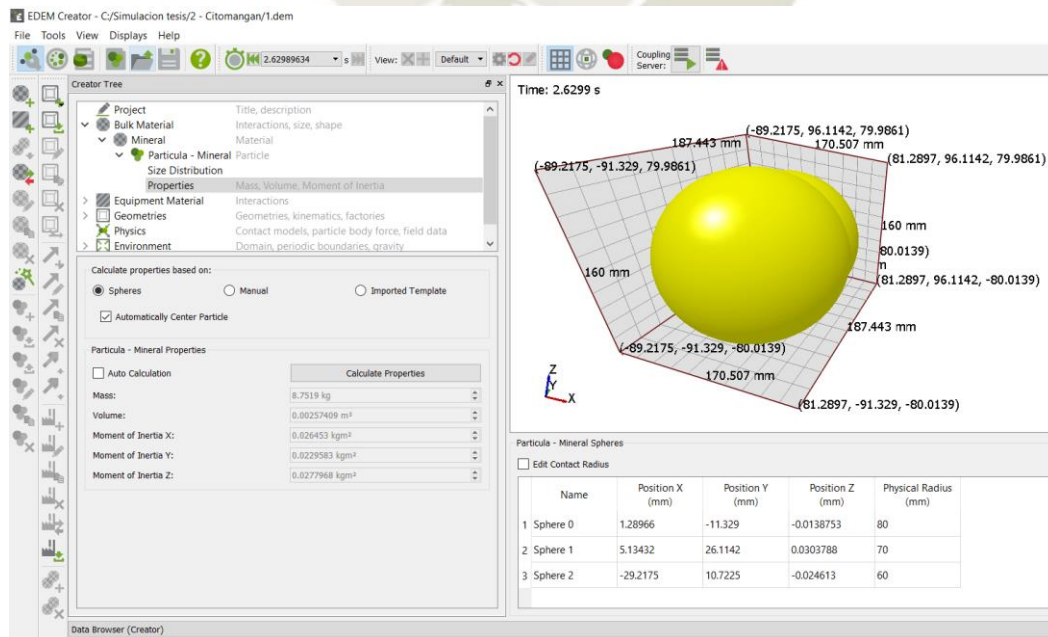 EDEM Creator - C:/Simulacion tesis/2 - Citomangan/1.dem
File Tools View Displays Help
2.62989634 s View: Default Coupling Server:
Creator Tree
Project Title, description
Bulk Material Interactions, size, shape
Mineral Material
Particula - Mineral Particle
Size Distribution
Properties Mass, Volume, Moment of Inertia
Equipment Material Interactions
Geometries Geometries, kinematics, factories
Physics Contact models, particle body force, field data
Environment Domain, periodic boundaries, gravity
Calculate properties based on:
Spheres Manual Imported Template
Automatically Center Particle
Particula - Mineral Properties
Auto Calculation Calculate Properties
Mass: 8.7519 kg
Volume: 0.00257409 m³
Moment of Inertia X: 0.026453 kgm²
Moment of Inertia Y: 0.0229583 kgm²
Moment of Inertia Z: 0.0277968 kgm²
Time: 2.6299 s
(-89.2175, 96.1142, 79.9861)
187.443 mm 170.507 mm
(-89.2175, -91.329, 79.9861) (81.2897, 96.1142, 79.9861)
160 mm
80.0139)
160 mm (81.2897, 96.1142, -80.0139)
187.443 mm
(-89.2175, -91.329, -80.0139)
170.507 mm
(81.2897, -91.329, -80.0139)
Z
Y
X
Particula - Mineral Spheres
Edit Contact Radius
Name Position X (mm) Position Y (mm) Position Z (mm) Physical Radius (mm)
1 Sphere 0 1.28966 -11.329 -0.0138753 80
2 Sphere 1 5.13432 26.1142 0.0303788 70
3 Sphere 2 -29.2175 10.7225 -0.024613 60
Data Browser (Creator)